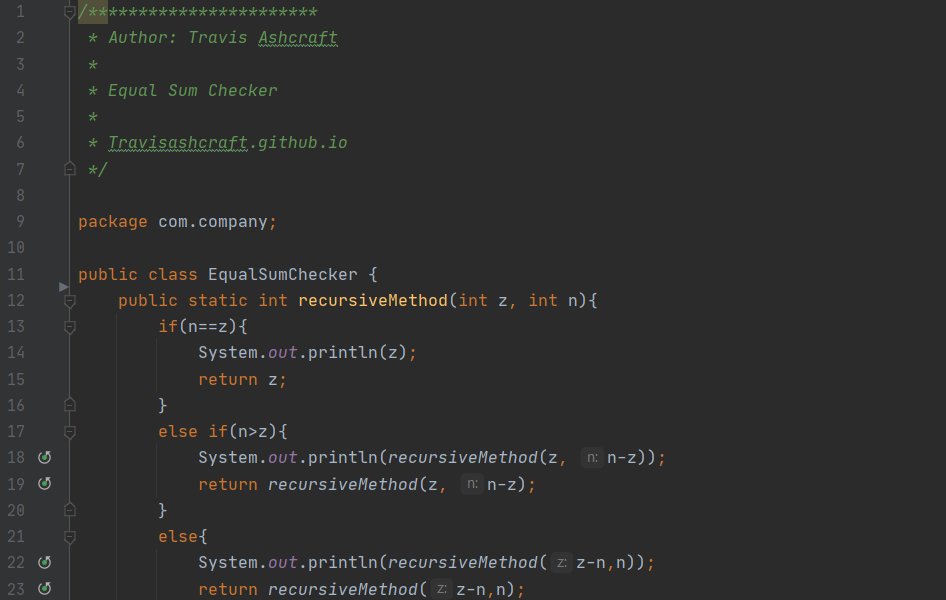 1 /***********************
2 * Author: Travis Ashcraft
3 *
4 * Equal Sum Checker
5 *
6 * Travisashcraft.github.io
7 */
8
9 package com.company;
10
11 public class EqualSumChecker {
12 public static int recursiveMethod(int z, int n){
13 if(n==z){
14 System.out.println(z);
15 return z;
16 }
17 else if(n>z){
18 System.out.println(recursiveMethod(z, n: n-z));
19 return recursiveMethod(z, n: n-z);
20 }
21 else{
22 System.out.println(recursiveMethod( z: z-n,n));
23 return recursiveMethod( z: z-n,n);